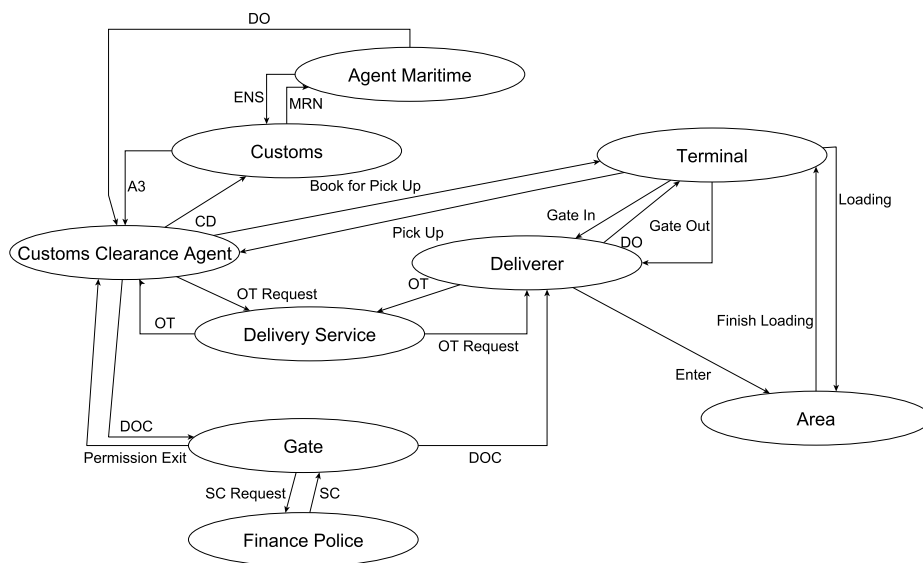 DO
Agent Maritime
ENS
MRN
Customs
Terminal
A3
Book for Pick Up
Loading
CD
Gate In
Pick Up
DO
Gate Out
Customs Clearance Agent
Deliverer
OT
OT Request
OT
Delivery Service
OT Request
Finish Loading
Enter
DOC
Gate
Area
Permission Exit
DOC
SC Request
SC
Finance Police